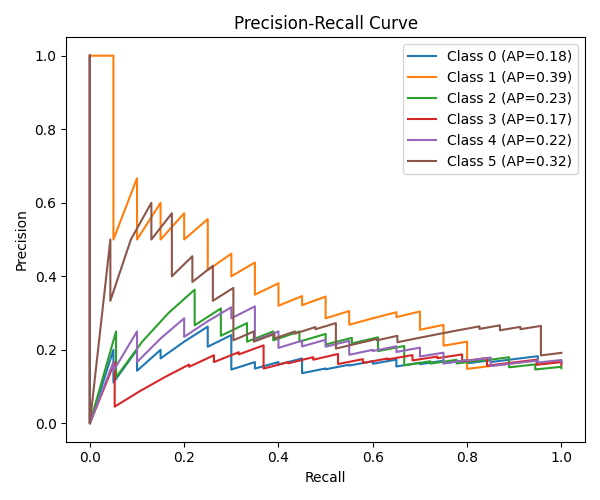 Precision-Recall Curve
Class 0 (AP=0.18)
Class 1 (AP=0.39)
Class 2 (AP=0.23)
Class 3 (AP=0.17)
Class 4 (AP=0.22)
Class 5 (AP=0.32)
Precision
1.0
0.8
0.6
0.4
0.2
0.0
0.0 0.2 0.4 0.6 0.8 1.0
Recall